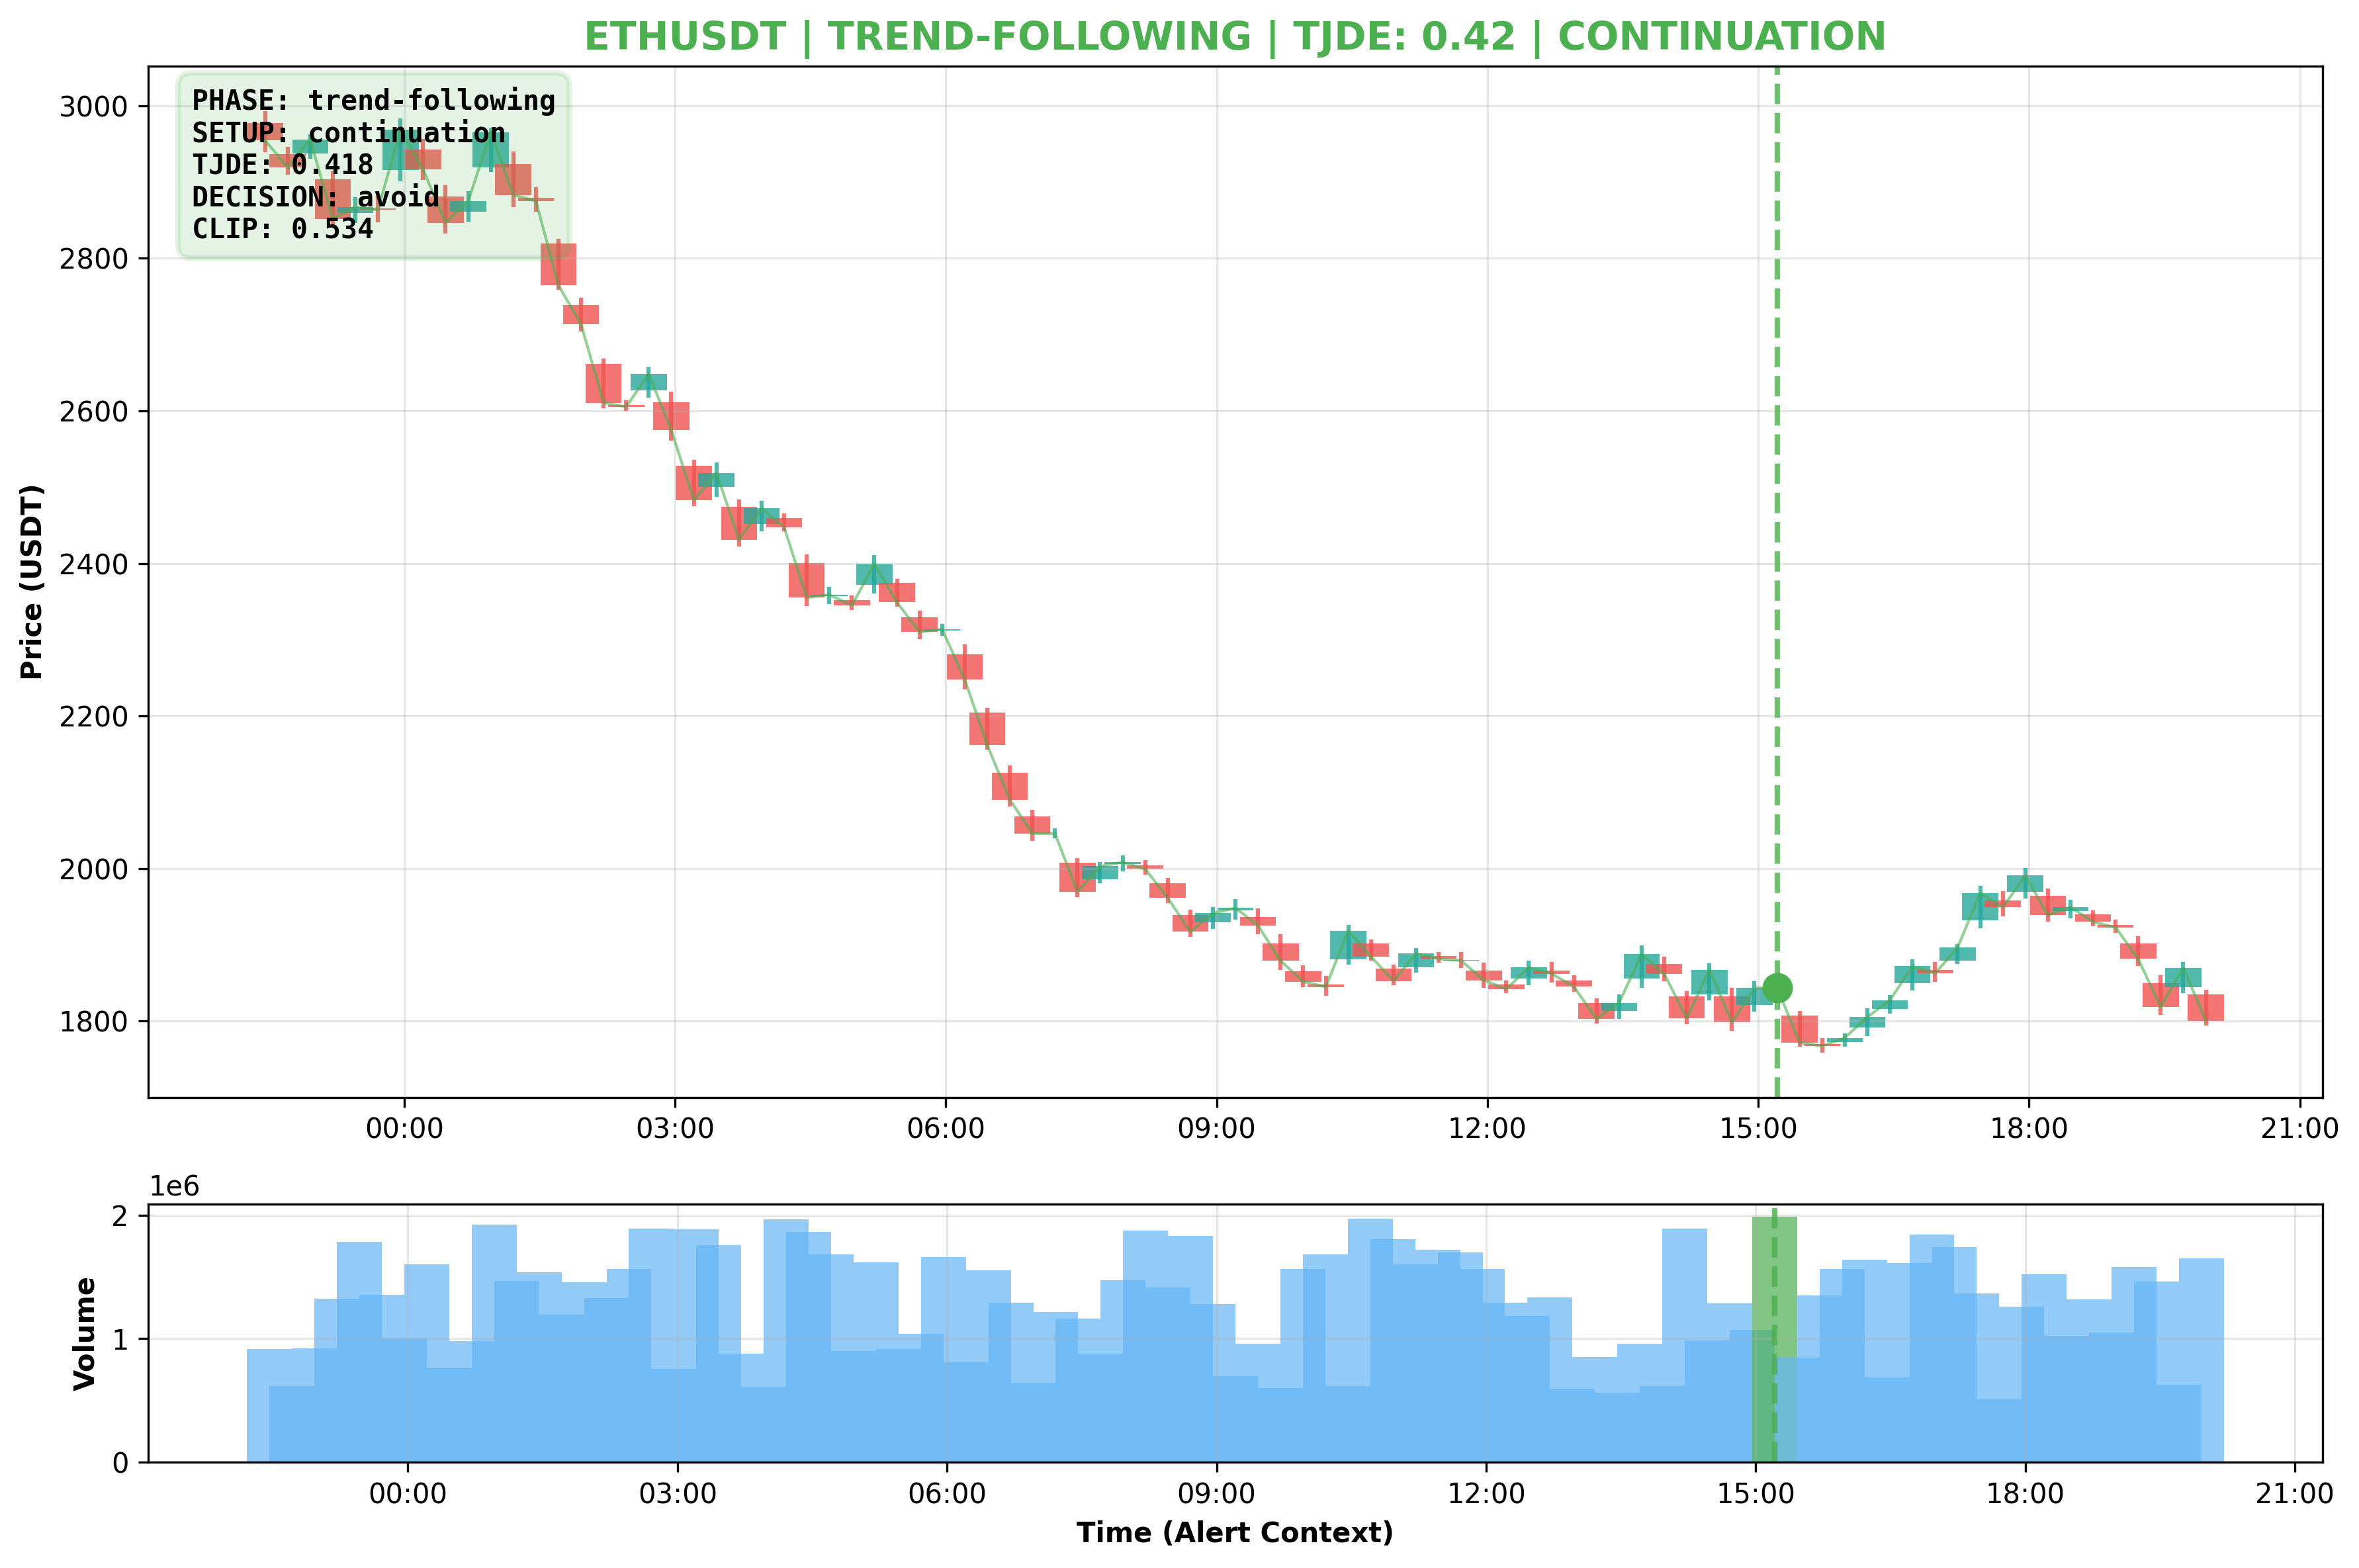 ETHUSDT | TREND-FOLLOWING | TJDE: 0.42 | CONTINUATION
PHASE: trend-following
SETUP: continuation
TJDE: 0.418
DECISION: avoid
CLIP: 0.534
Price (USDT)
3000
2800
2600
2400
2200
2000
1800
00:00 03:00 06:00 09:00 12:00 15:00 18:00 21:00
1e6
Volume
2
1
0
00:00 03:00 06:00 09:00 12:00 15:00 18:00 21:00
Time (Alert Context)